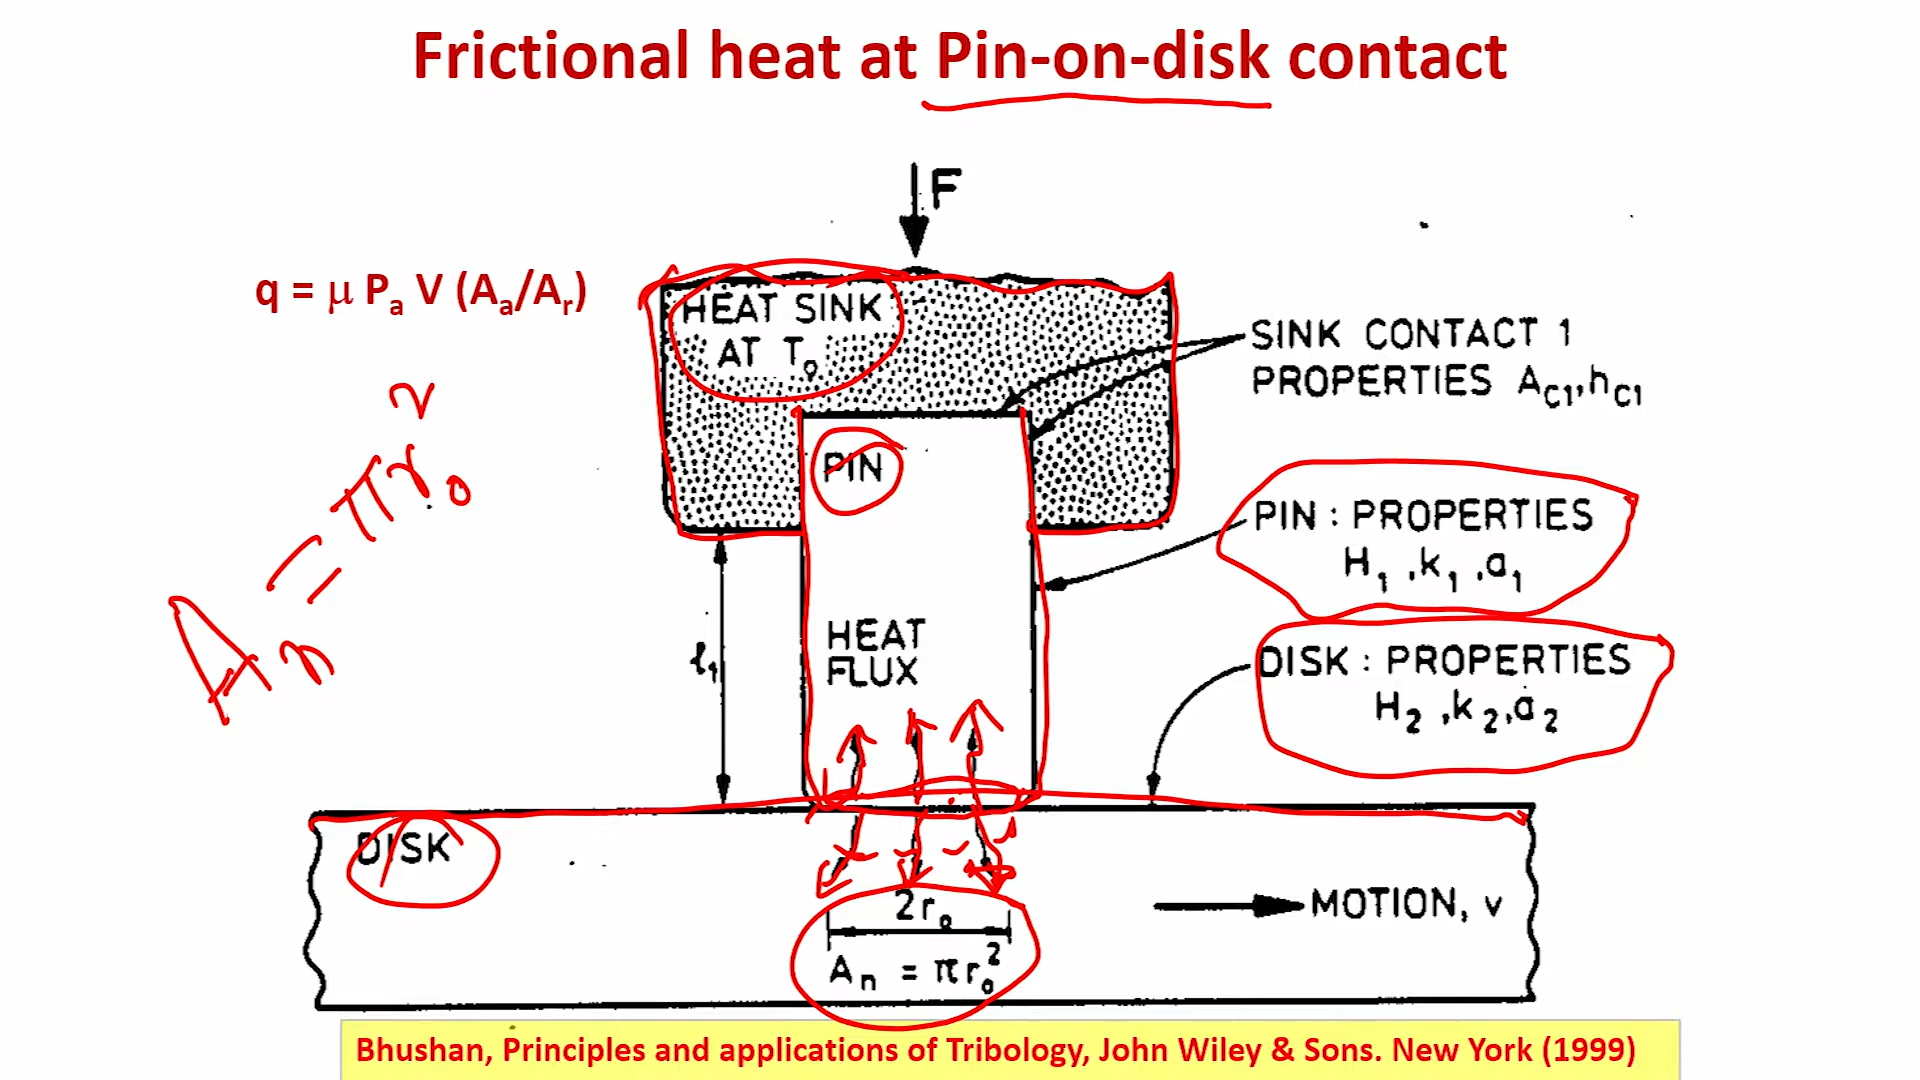 Frictional heat at Pin-on-disk contact
F
q = μ Pₐ V (Aₐ/Aᵣ)
HEAT SINK
AT T₀
SINK CONTACT 1
PROPERTIES A_C1, h_C1
Aₙ = πr₀²
PIN
PIN : PROPERTIES
H₁ ,k₁ ,a₁
HEAT
FLUX
ℓ₁
DISK : PROPERTIES
H₂ ,k₂,a₂
DISK
2r₀
Aₙ = πr₀²
MOTION, v
Bhushan, Principles and applications of Tribology, John Wiley & Sons. New York (1999)